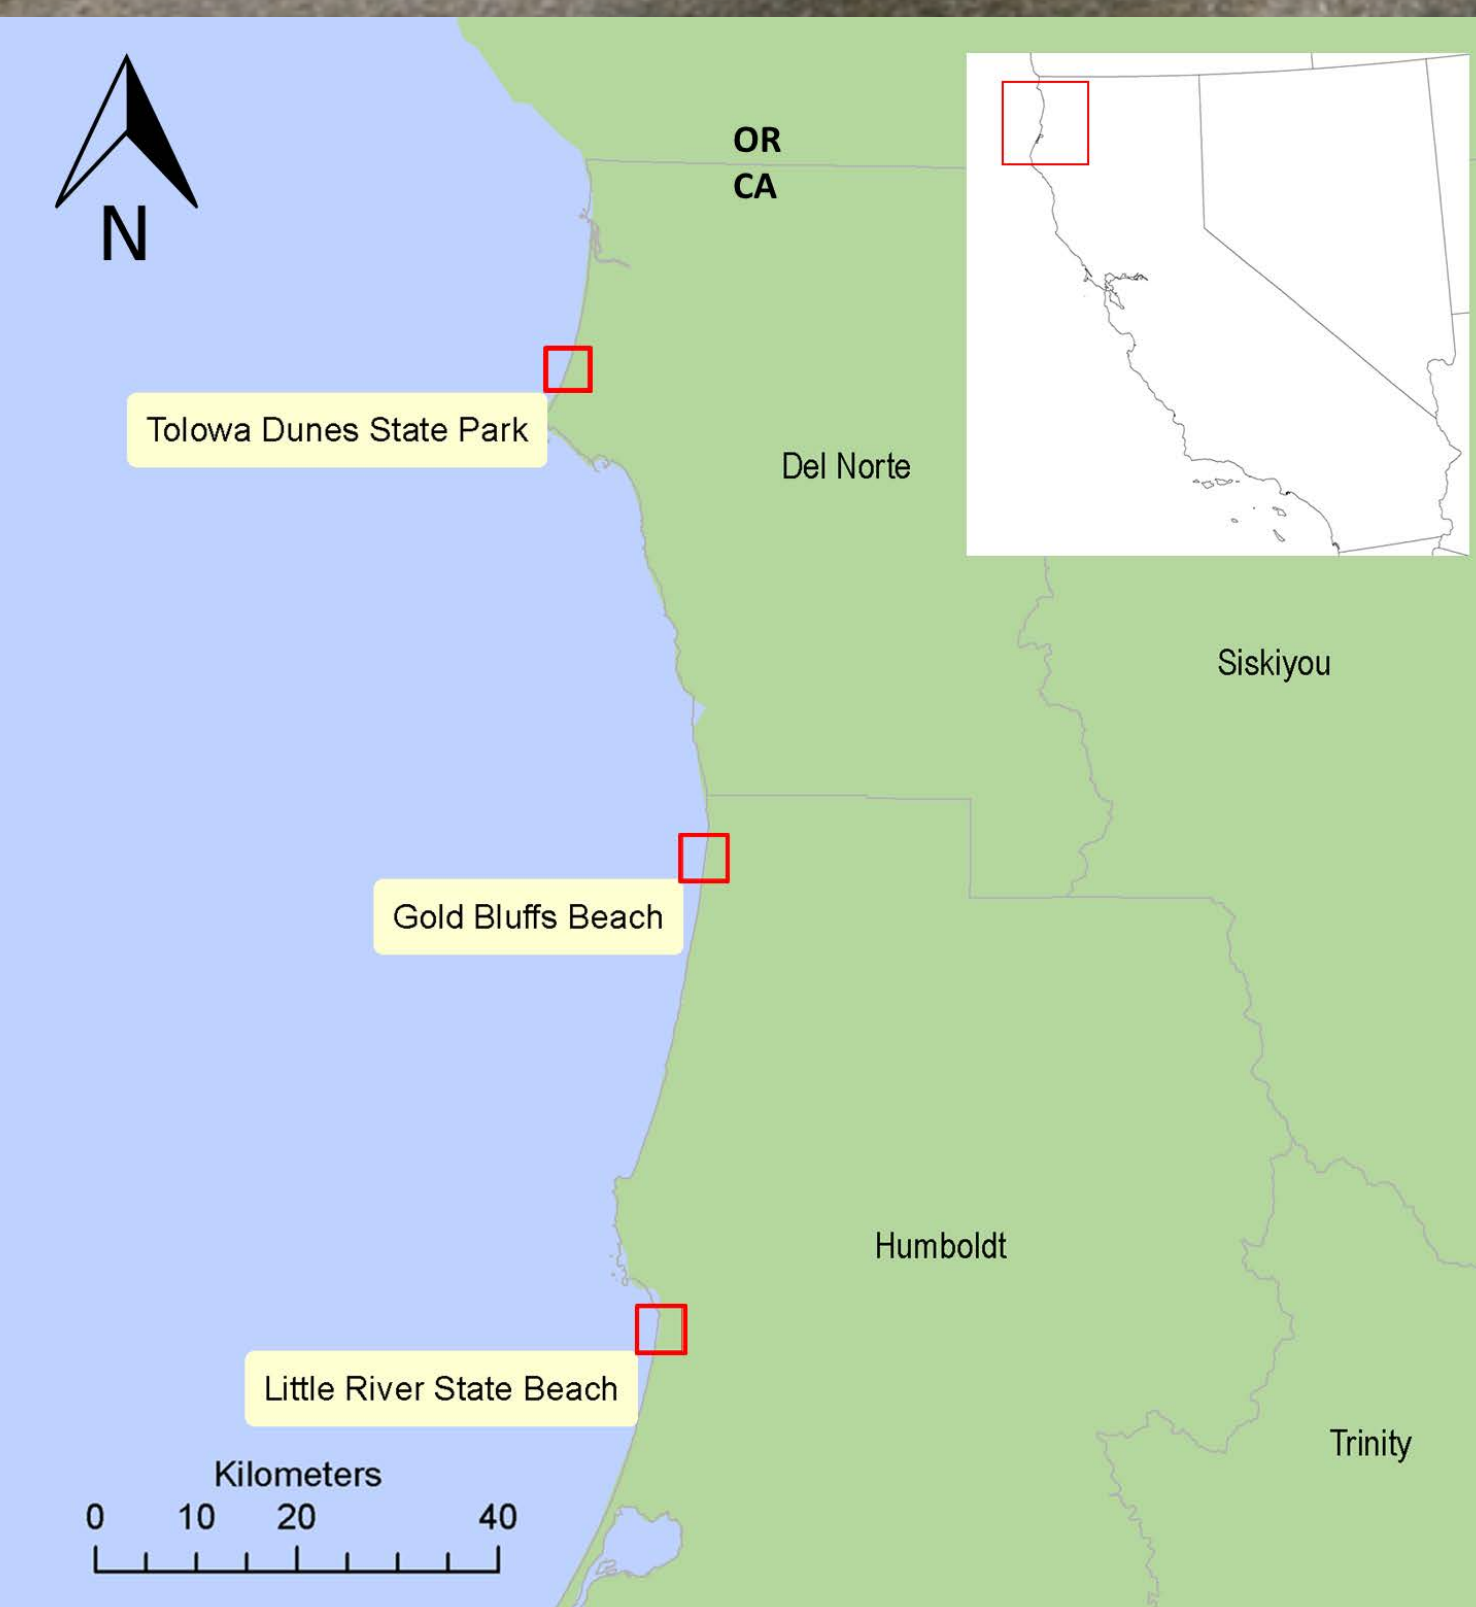 OR
CA
N
Tolowa Dunes State Park
Del Norte
Siskiyou
Gold Bluffs Beach
Humboldt
Little River State Beach
Trinity
Kilometers
0 10 20 40